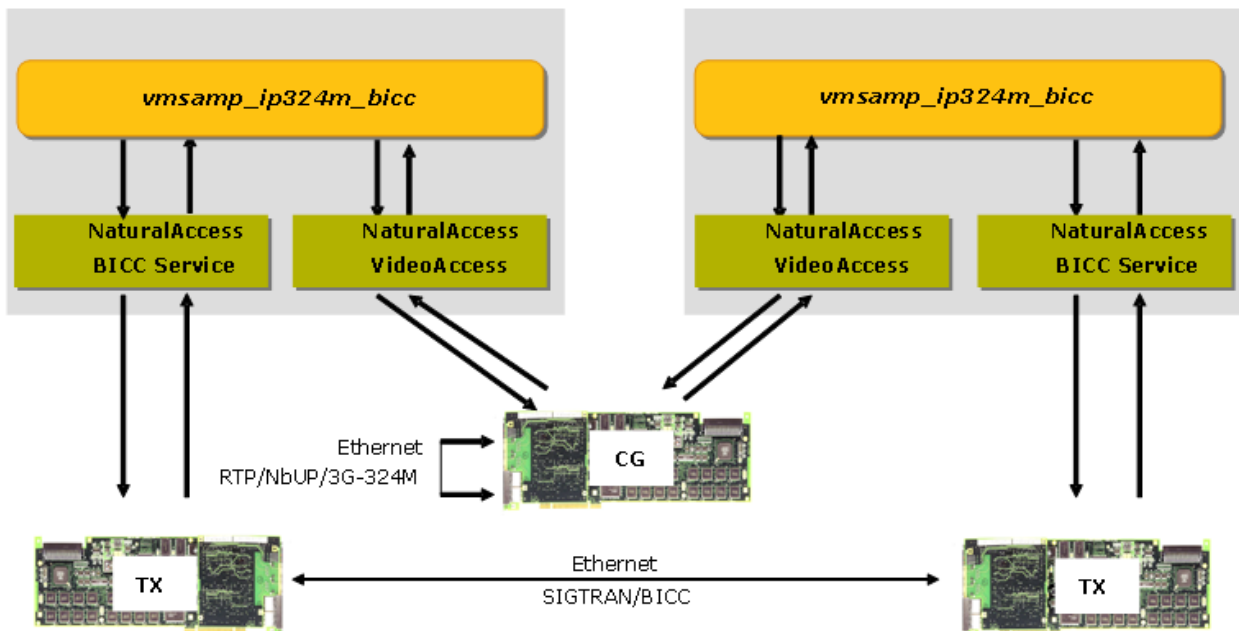 vmsamp_ip324m_bicc
vmsamp_ip324m_bicc
NaturalAccess
BICC Service
NaturalAccess
VideoAccess
NaturalAccess
VideoAccess
NaturalAccess
BICC Service
Ethernet
RTP/NbUP/3G-324M
CG
TX
Ethernet
SIGTRAN/BICC
TX